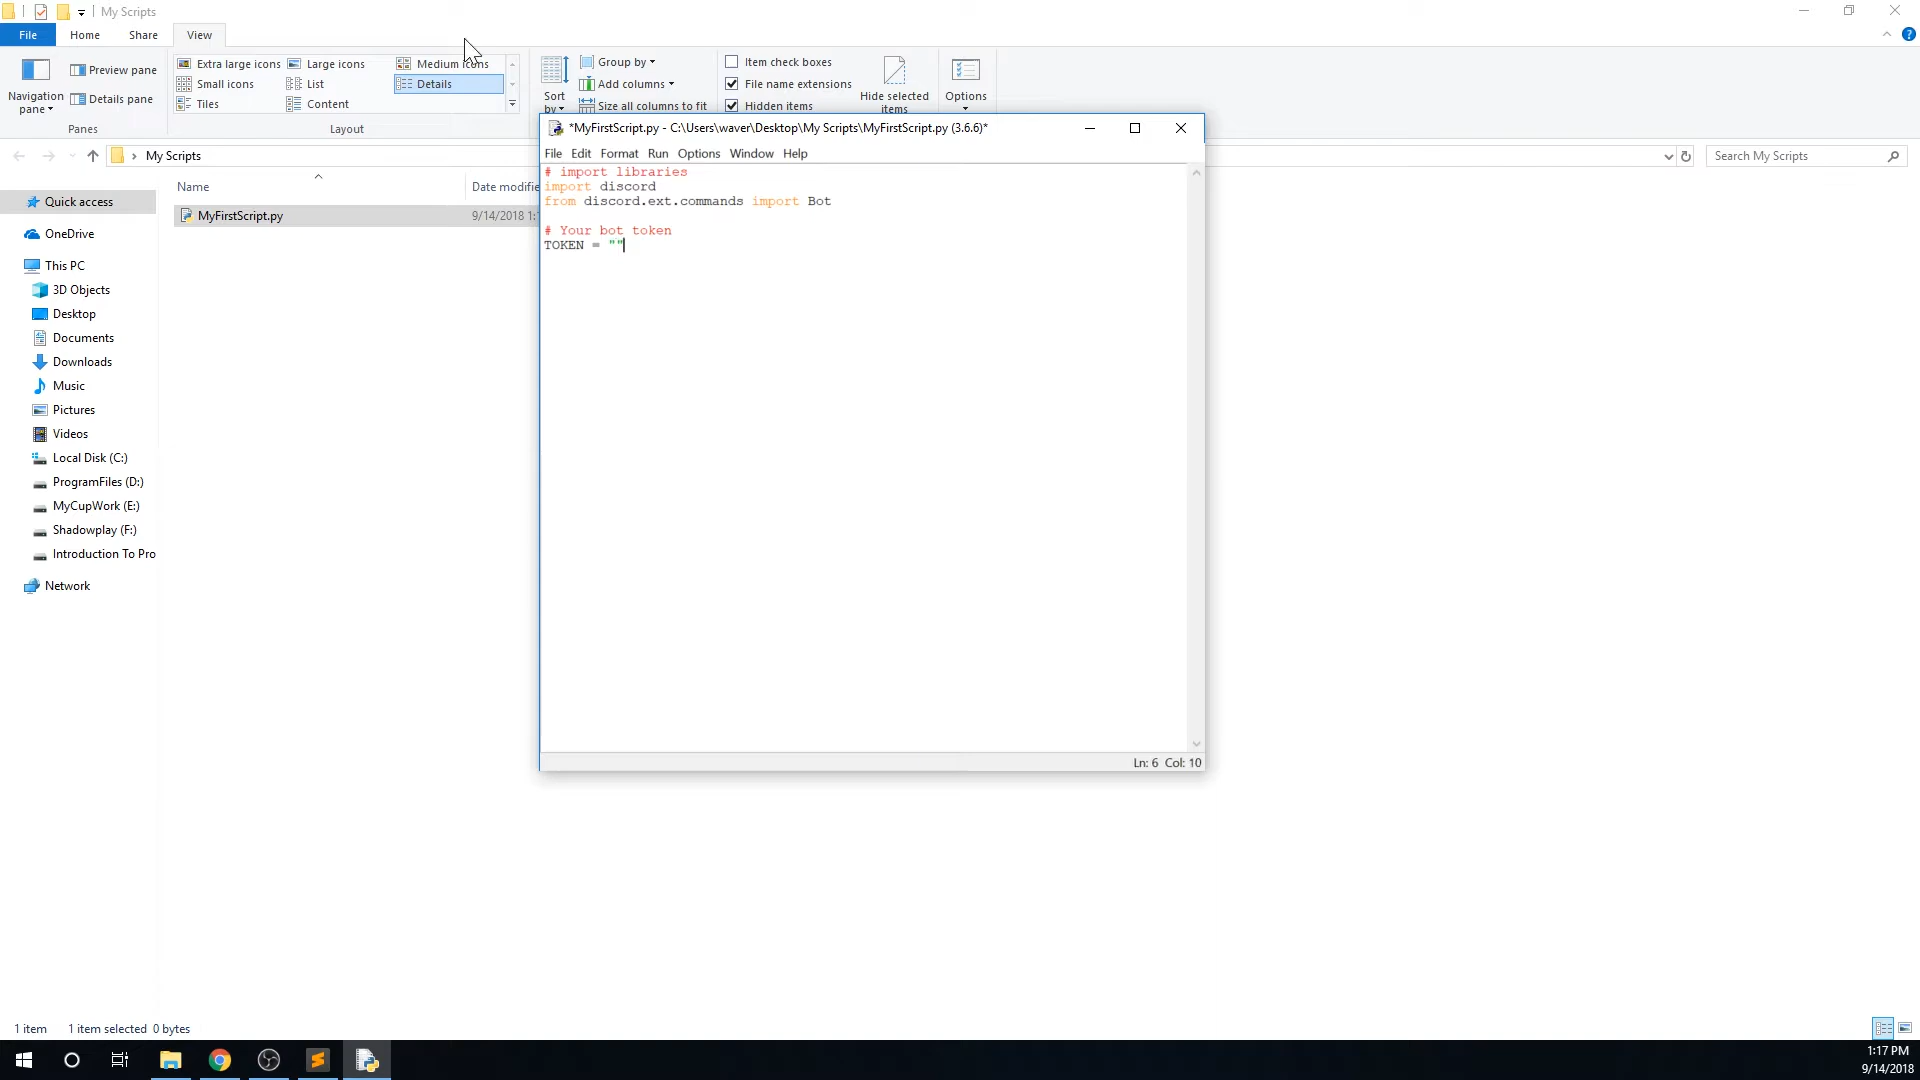 My Scripts
File Home Share View
Navigation pane
Preview pane
Details pane
Panes
Extra large icons Large icons Medium icons
Small icons List Details
Tiles Content
Layout
Sort by
Group by
Add columns
Size all columns to fit
Item check boxes
File name extensions
Hidden items
Hide selected items
Options
My Scripts
Search My Scripts
Name Date modifie
MyFirstScript.py 9/14/2018 1:1
Quick access
OneDrive
This PC
3D Objects
Desktop
Documents
Downloads
Music
Pictures
Videos
Local Disk (C:)
ProgramFiles (D:)
MyCupWork (E:)
Shadowplay (F:)
Introduction To Pro
Network
*MyFirstScript.py - C:\Users\waver\Desktop\My Scripts\MyFirstScript.py (3.6.6)*
File Edit Format Run Options Window Help
# import libraries
import discord
from discord.ext.commands import Bot
# Your bot token
TOKEN = ""
Ln: 6 Col: 10
1 item 1 item selected 0 bytes
1:17 PM
9/14/2018